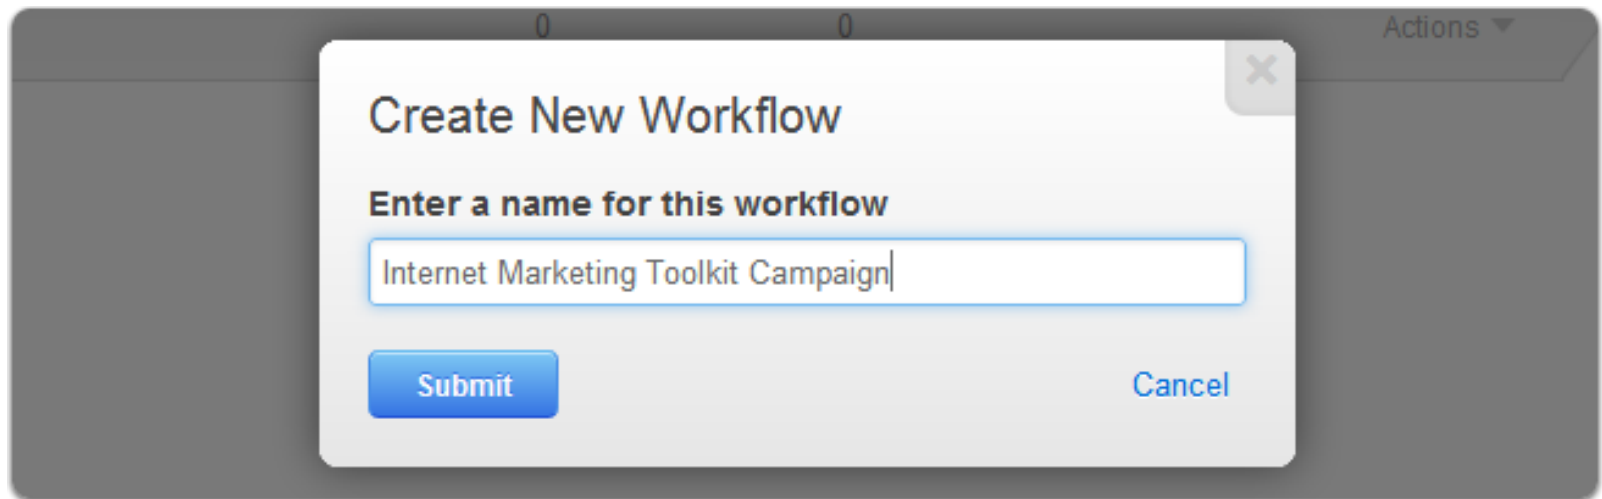 0 0 Actions
Create New Workflow
Enter a name for this workflow
Internet Marketing Toolkit Campaign
Submit Cancel